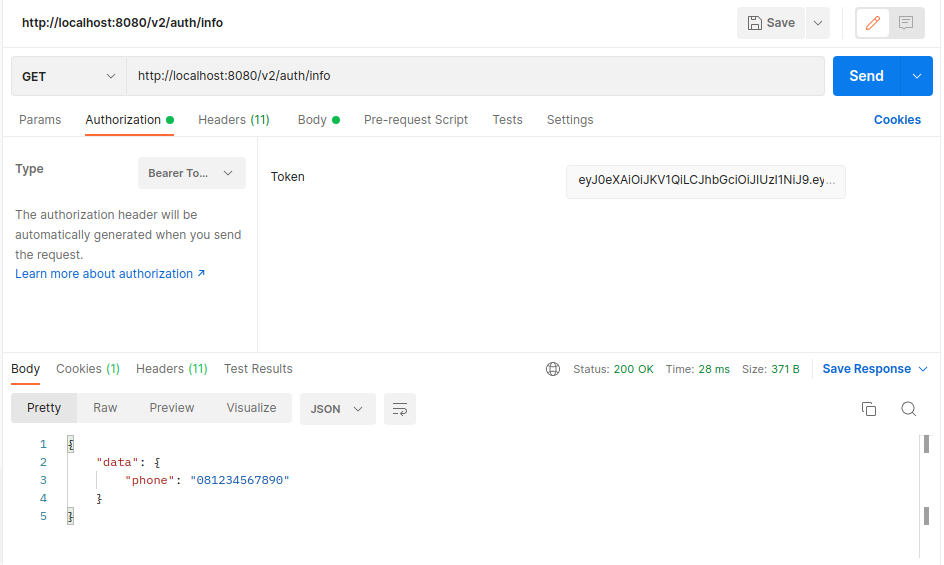 http://localhost:8080/v2/auth/info
Save
GET
http://localhost:8080/v2/auth/info
Send
Params Authorization Headers (11) Body Pre-request Script Tests Settings Cookies
Type
Bearer To...
Token
eyJ0eXAiOiJKV1QiLCJhbGciOiJIUzI1NiJ9.ey...
The authorization header will be
automatically generated when you send
the request.
Learn more about authorization ↗
Body Cookies (1) Headers (11) Test Results Status: 200 OK Time: 28 ms Size: 371 B Save Response
Pretty Raw Preview Visualize JSON
1 {
2 "data": {
3 "phone": "081234567890"
4 }
5 }